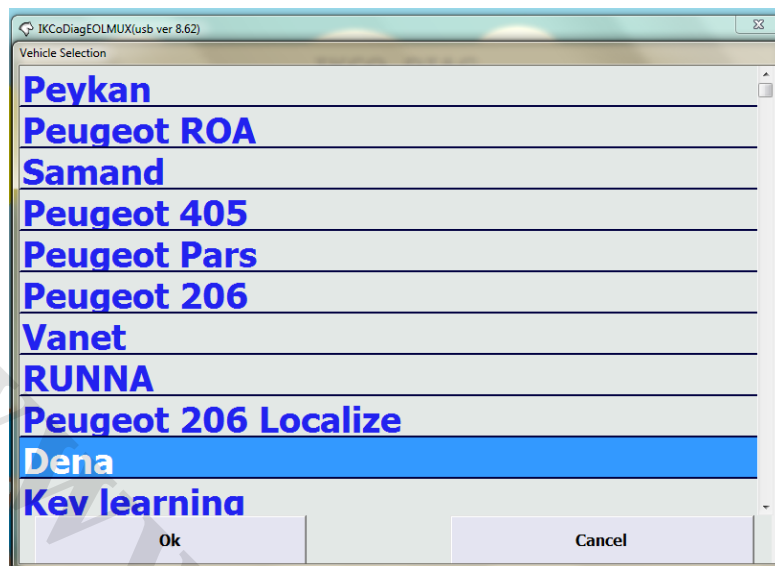 IKCoDiagEOLMUX(usb ver 8.62)
Vehicle Selection
Peykan
Peugeot ROA
Samand
Peugeot 405
Peugeot Pars
Peugeot 206
Vanet
RUNNA
Peugeot 206 Localize
Dena
Key learning
Ok Cancel